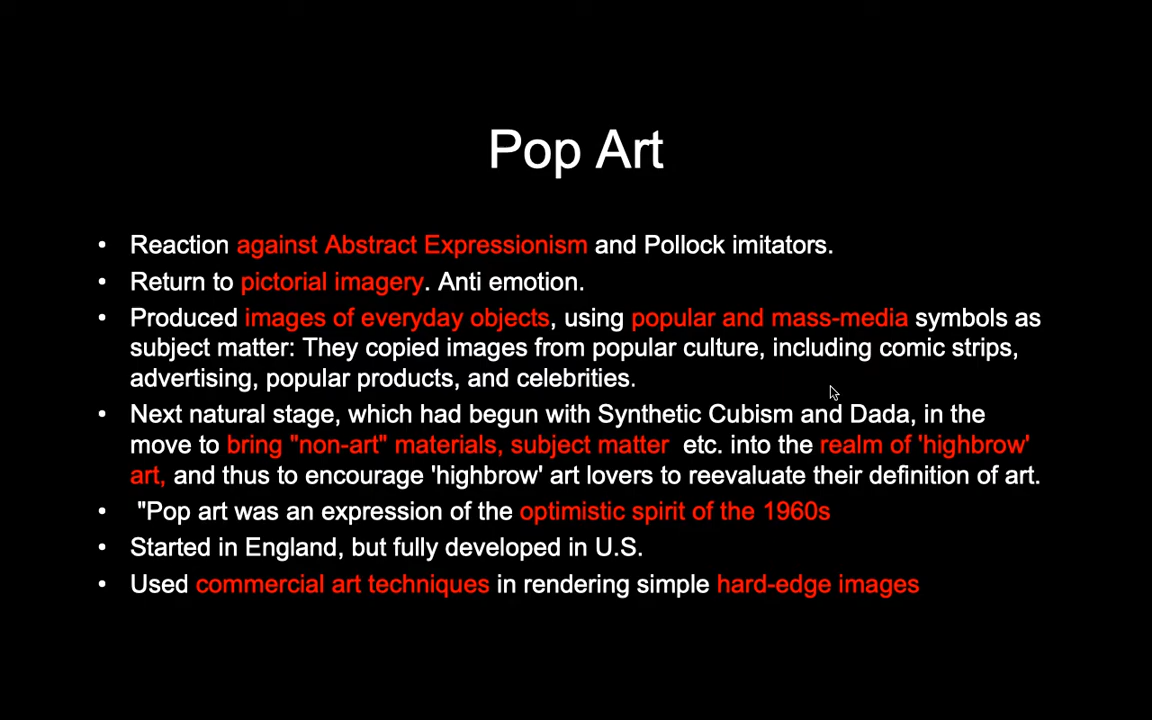 Pop Art
• Reaction against Abstract Expressionism and Pollock imitators.
• Return to pictorial imagery. Anti emotion.
• Produced images of everyday objects, using popular and mass-media symbols as
subject matter: They copied images from popular culture, including comic strips,
advertising, popular products, and celebrities.
• Next natural stage, which had begun with Synthetic Cubism and Dada, in the
move to bring "non-art" materials, subject matter  etc. into the realm of 'highbrow'
art, and thus to encourage 'highbrow' art lovers to reevaluate their definition of art.
• "Pop art was an expression of the optimistic spirit of the 1960s
• Started in England, but fully developed in U.S.
• Used commercial art techniques in rendering simple hard-edge images